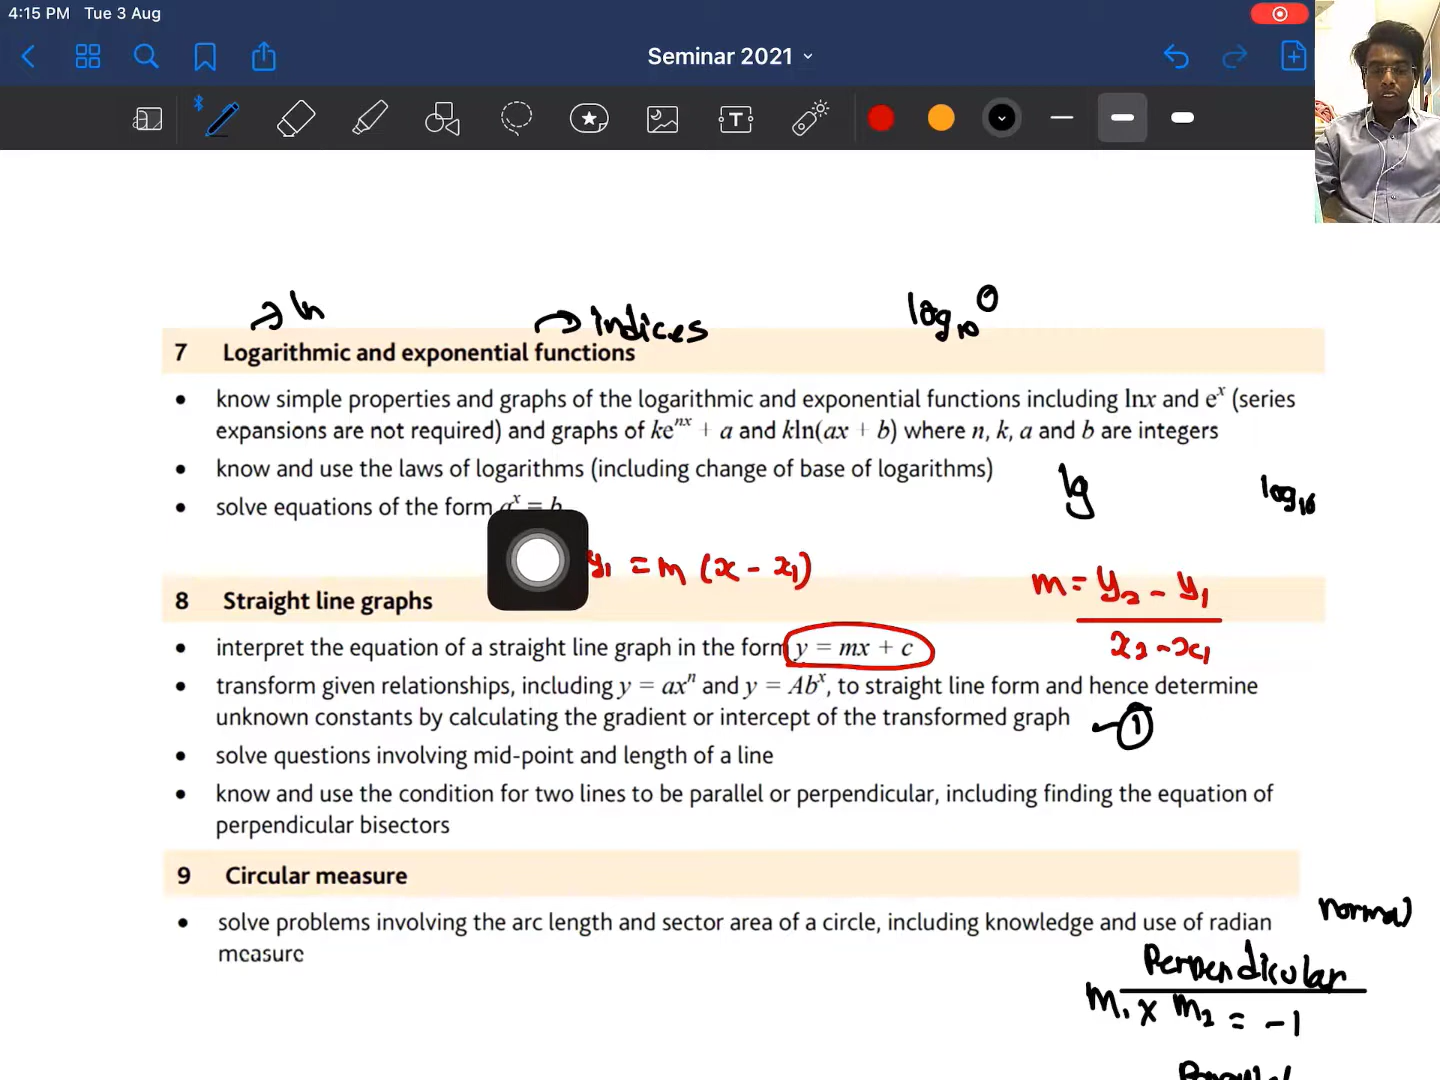 4:15 PM Tue 3 Aug
Seminar 2021
T
→ ln
→ indices
log₁₀ 0
7 Logarithmic and exponential functions
• know simple properties and graphs of the logarithmic and exponential functions including lnx and eˣ (series
expansions are not required) and graphs of keⁿˣ + a and kln(ax + b) where n, k, a and b are integers
• know and use the laws of logarithms (including change of base of logarithms)
lg
log₁₀
• solve equations of the form aˣ = b
y₁ = m (x - x₁)
m = y₂ - y₁
x₂ - x₁
8 Straight line graphs
• interpret the equation of a straight line graph in the form y = mx + c
• transform given relationships, including y = axⁿ and y = Abˣ, to straight line form and hence determine
unknown constants by calculating the gradient or intercept of the transformed graph
①
• solve questions involving mid-point and length of a line
• know and use the condition for two lines to be parallel or perpendicular, including finding the equation of
perpendicular bisectors
9 Circular measure
• solve problems involving the arc length and sector area of a circle, including knowledge and use of radian
measure
normal
Perpendicular
m₁ x m₂ = -1